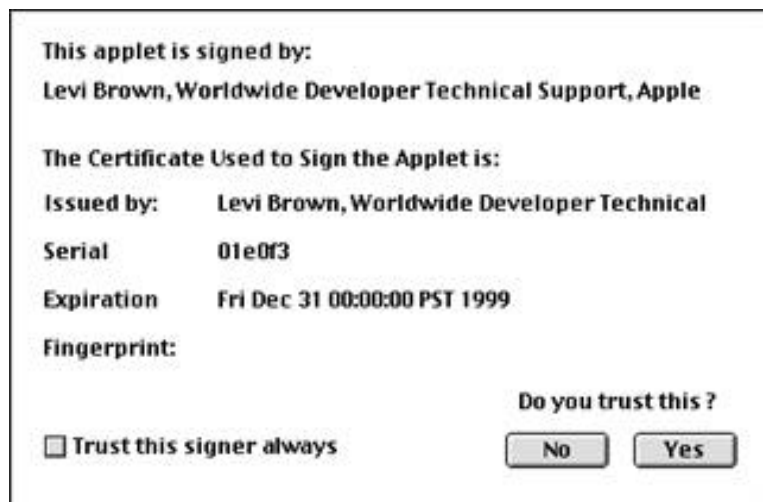 This applet is signed by:
Levi Brown, Worldwide Developer Technical Support, Apple
The Certificate Used to Sign the Applet is:
Issued by: Levi Brown, Worldwide Developer Technical
Serial 01e0f3
Expiration Fri Dec 31 00:00:00 PST 1999
Fingerprint:
Do you trust this ?
Trust this signer always No Yes